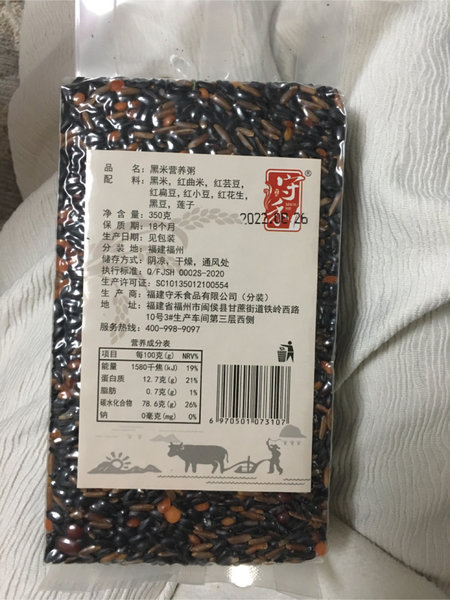 守禾
品　　名：黑米营养粥
配　　料：黑米，红曲米，红芸豆，
红扁豆，红小豆，红花生，
黑豆，莲子
净 含 量：350克
2022
26
保 质 期：18个月
生产日期：见包装
分 装 地：福建福州
储存方式：阴凉，干燥，通风处
执行标准：Q/FJSH 0002S-2020
生产许可证：SC10135012100554
生 产 商：福建守禾食品有限公司（分装）
地　　址：福建省福州市闽侯县甘蔗街道铁岭西路
10号3#生产车间第三层西侧
服务热线：400-998-9097
营养成分表
项目 每100克(g) NRV%
能量 1580千焦(kJ) 19%
蛋白质 12.7克(g) 21%
脂肪 0.7克(g) 1%
碳水化合物 78.6克(g) 26%
钠 0毫克(mg) 0%
6970501073107